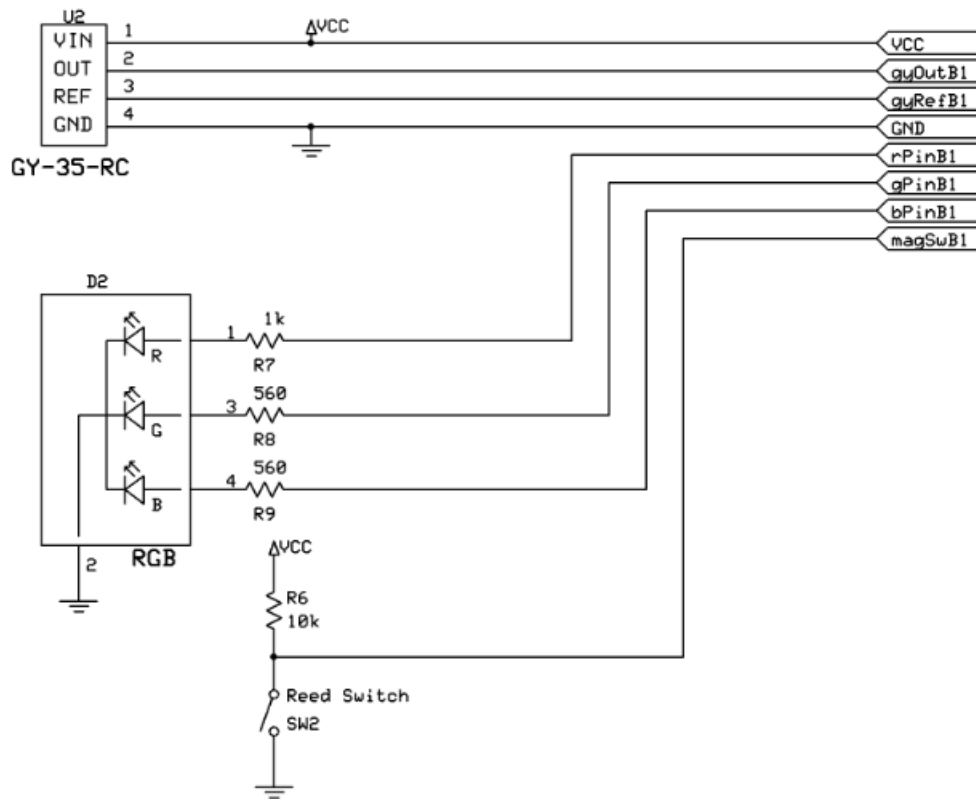 U2
VIN 1
OUT 2
REF 3
GND 4
GY-35-RC
VCC
VCC
gyOutB1
gyRefB1
GND
rPinB1
gPinB1
bPinB1
magSwB1
D2
R
G
B
1
3
4
2
RGB
1k
R7
560
R8
560
R9
VCC
R6
10k
Reed Switch
SW2